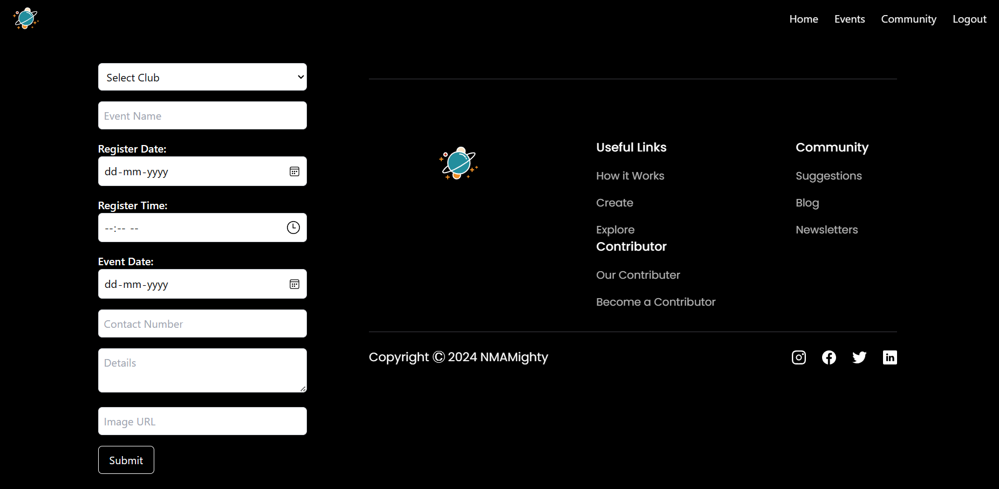 Home Events Community Logout
Select Club
Event Name
Register Date:
dd-mm-yyyy
Register Time:
--:-- --
Event Date:
dd-mm-yyyy
Contact Number
Details
Image URL
Submit
Useful Links
How it Works
Create
Explore
Contributor
Our Contributer
Become a Contributor
Community
Suggestions
Blog
Newsletters
Copyright © 2024 NMAMighty
in